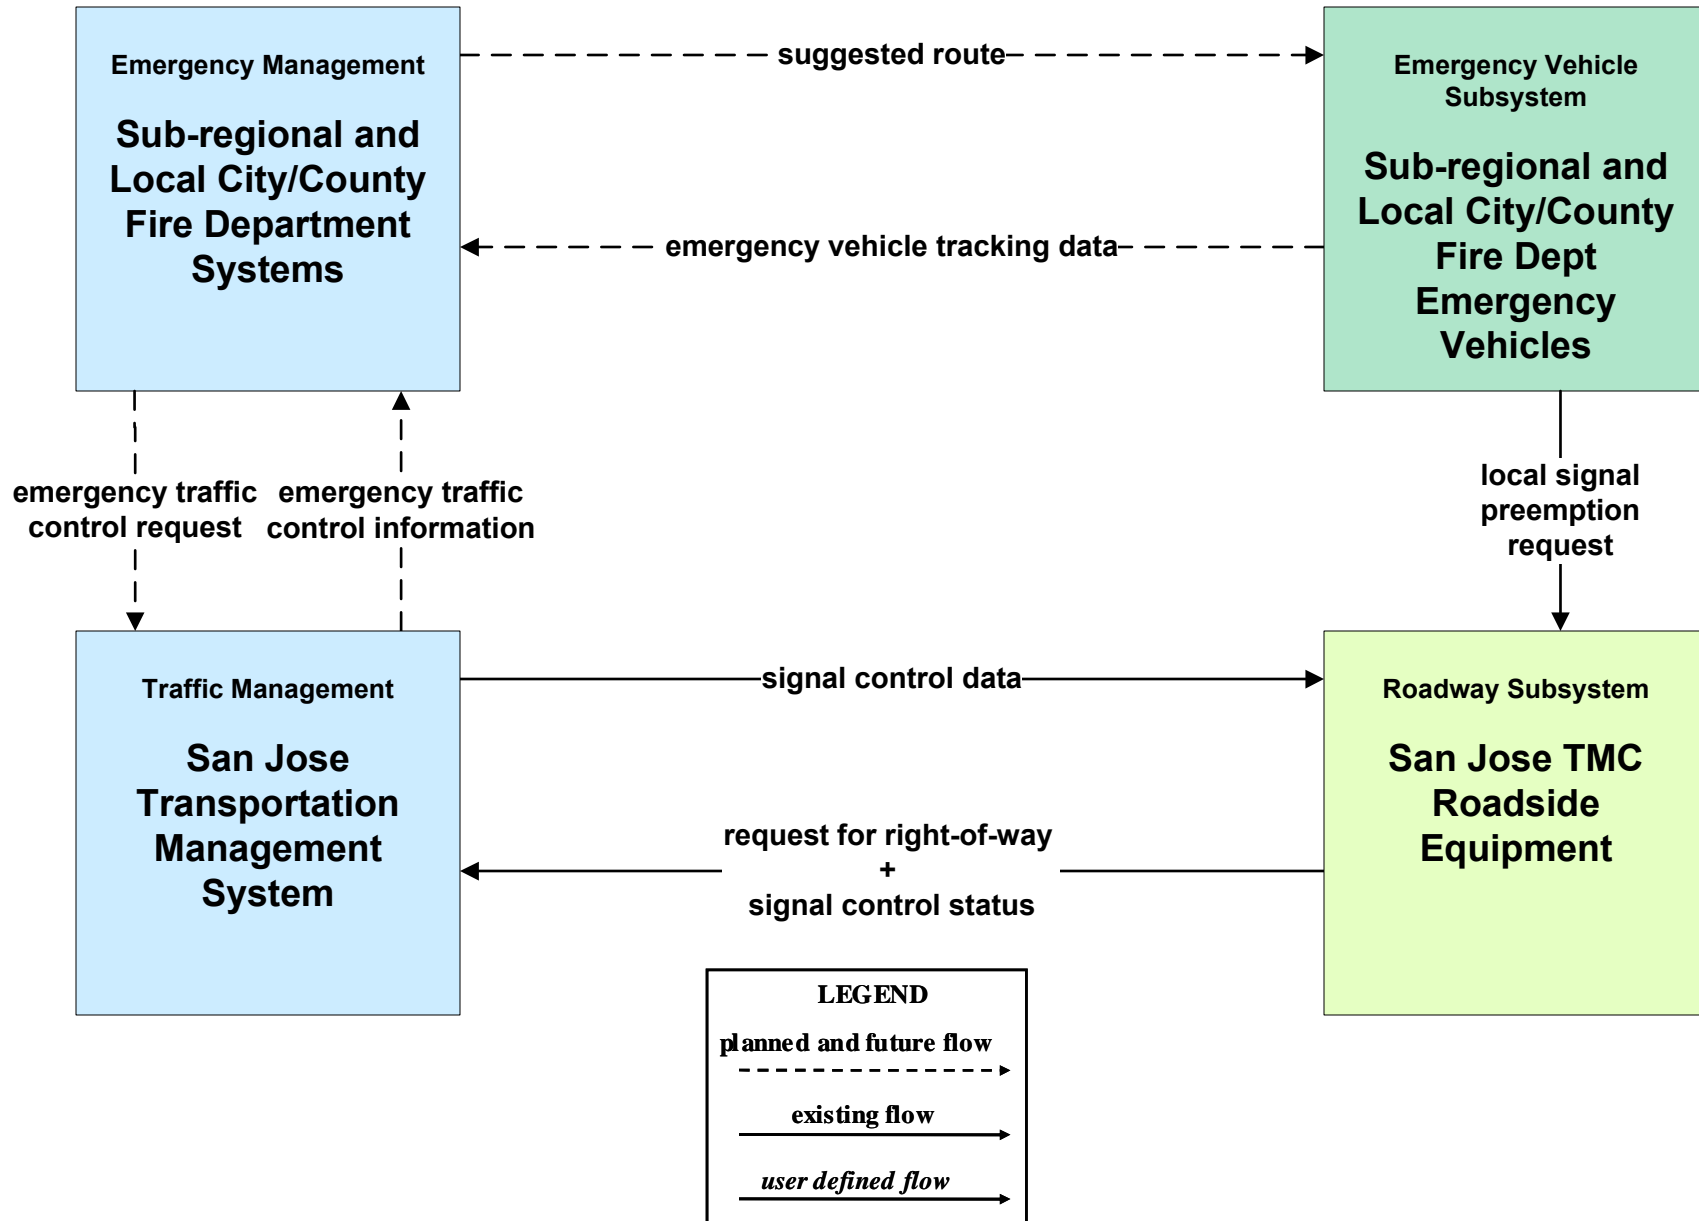 Emergency Management
Sub-regional and
Local City/County
Fire Department
Systems
suggested route
Emergency Vehicle
Subsystem
Sub-regional and
Local City/County
Fire Dept
Emergency
Vehicles
emergency vehicle tracking data
emergency traffic
control request
emergency traffic
control information
local signal
preemption
request
Traffic Management
San Jose
Transportation
Management
System
signal control data
Roadway Subsystem
San Jose TMC
Roadside
Equipment
request for right-of-way
+
signal control status
LEGEND
planned and future flow
existing flow
user defined flow